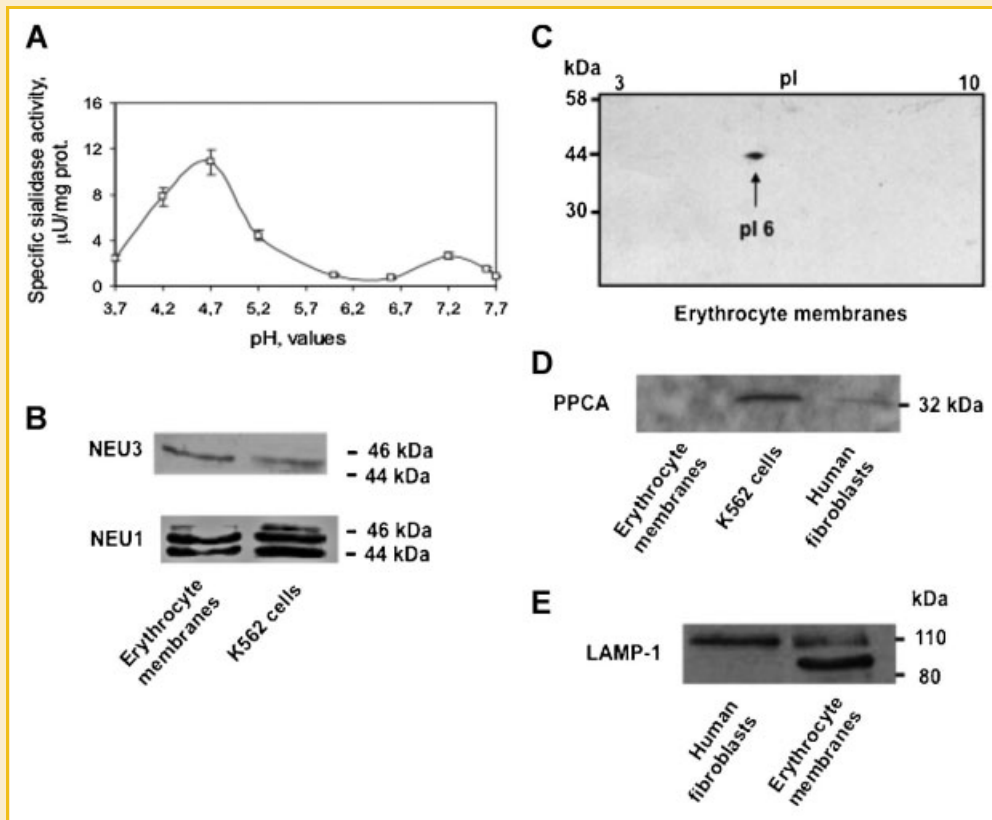 A
Specific sialidase activity,
µU/mg prot.
16
12
8
4
0
3,7 4,2 4,7 5,2 5,7 6,2 6,7 7,2 7,7
pH, values
B
NEU3
- 46 kDa
- 44 kDa
NEU1
- 46 kDa
- 44 kDa
Erythrocyte
membranes
K562 cells
C
kDa
3 pI 10
58
44
30
pI 6
Erythrocyte membranes
D
PPCA
- 32 kDa
Erythrocyte
membranes
K562 cells
Human
fibroblasts
E
kDa
LAMP-1
110
80
Human
fibroblasts
Erythrocyte
membranes